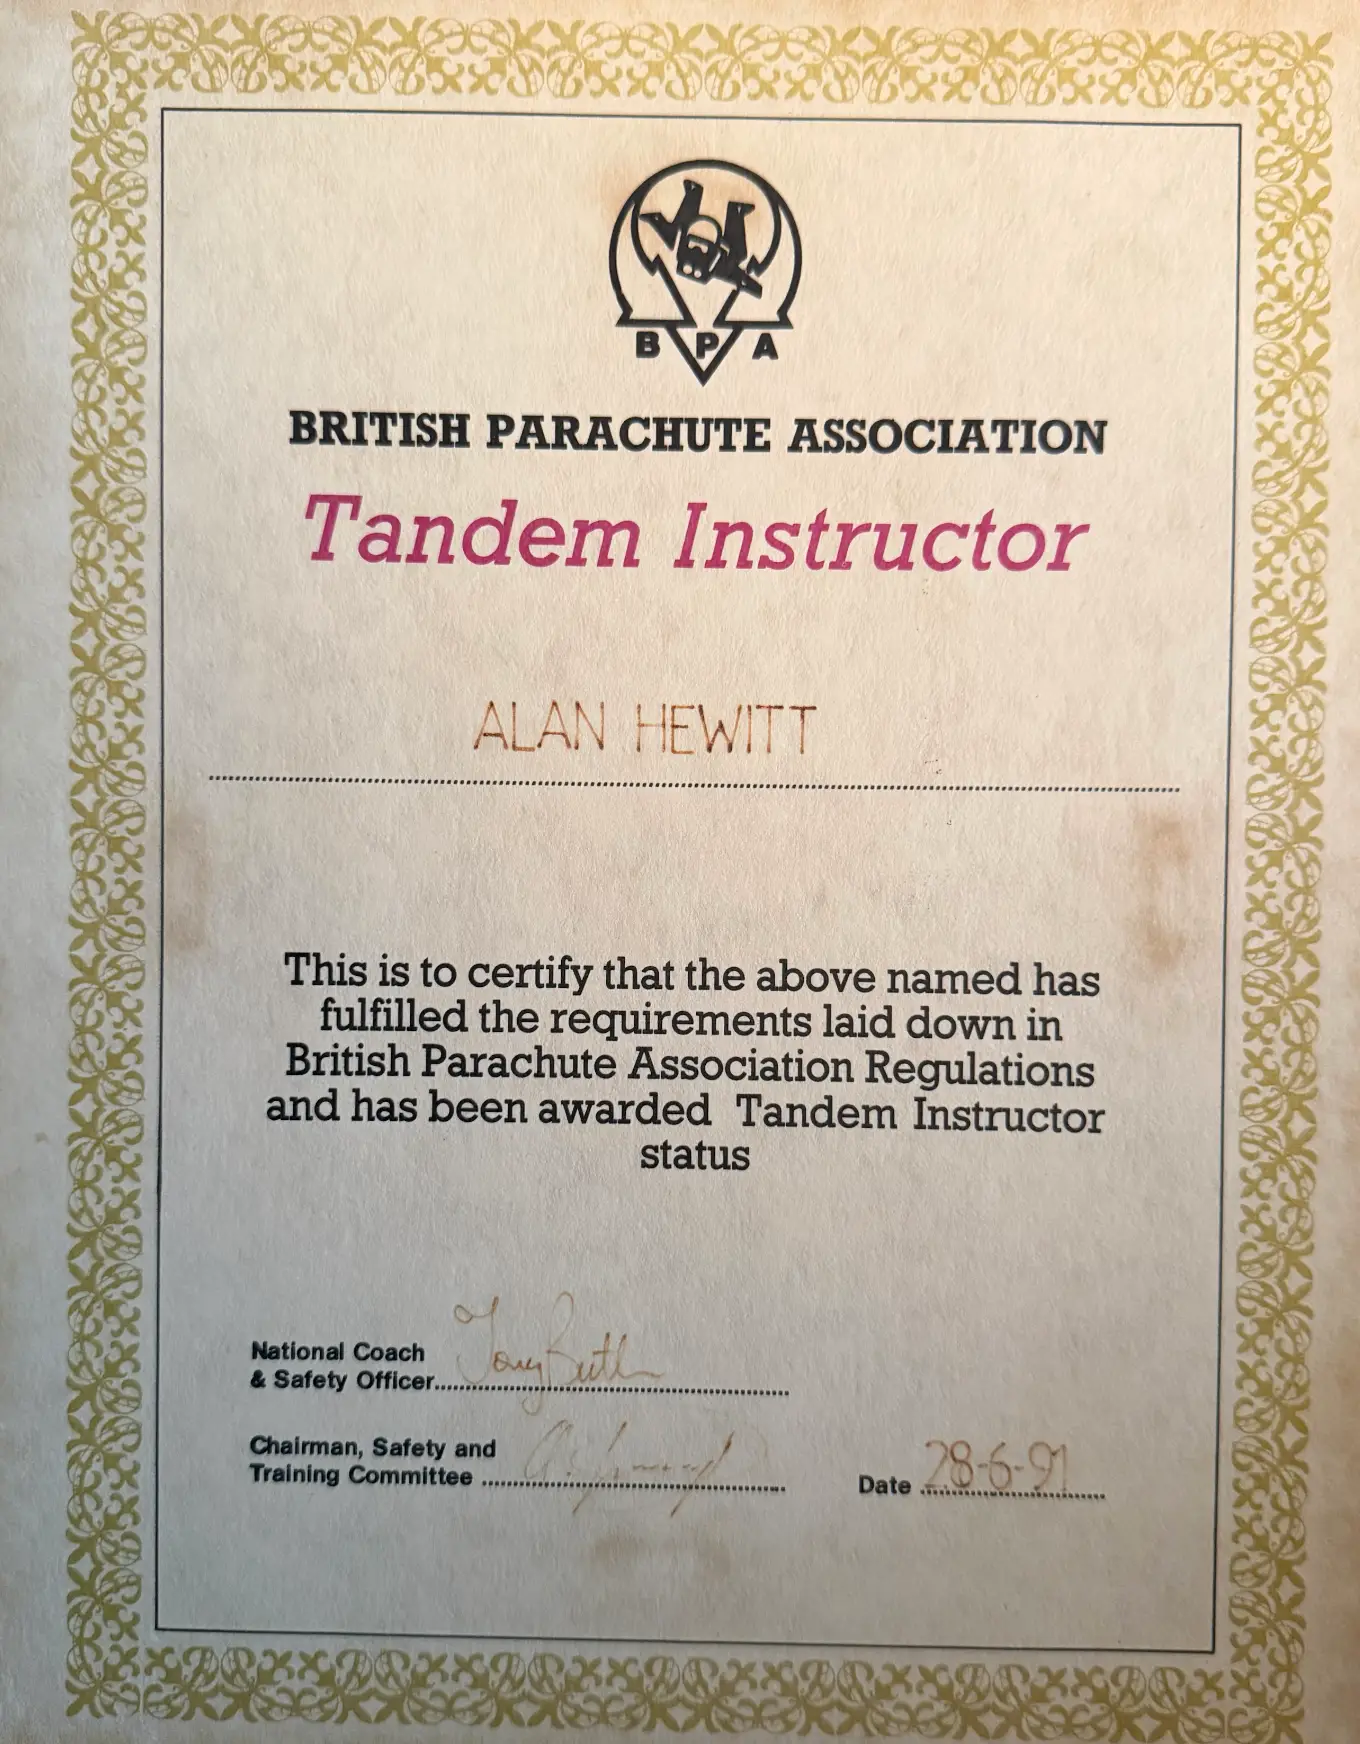 B P A
BRITISH PARACHUTE ASSOCIATION
Tandem Instructor
ALAN HEWITT
This is to certify that the above named has
fulfilled the requirements laid down in
British Parachute Association Regulations
and has been awarded Tandem Instructor
status
National Coach
& Safety Officer Tony Butler
Chairman, Safety and
Training Committee
Date 28-6-91